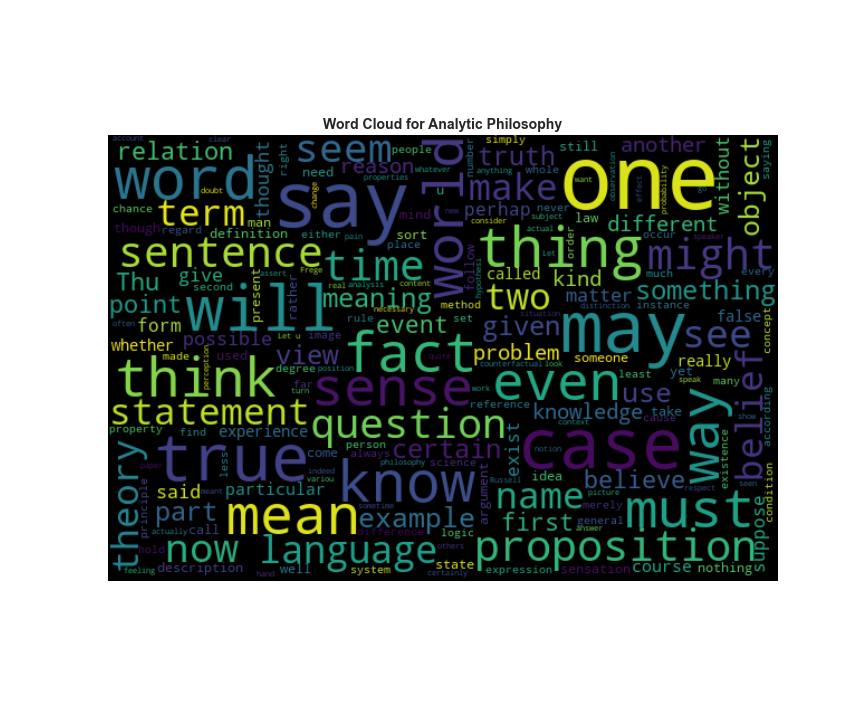 Word Cloud for Analytic Philosophy
account clear simply
relation seem people truth still another without object saying
thought right need reason whatever number anything whole observation effect probability
word doubt change say properties world make one want
term man mind u perhap never law different
chance though regard definition either pain sort place new consider subject actual order
sentence time follow thing might
Thu give second present rather assert Frege real analysis content called kind let much every
point will meaning method two matter something
form rule set event hypothesis given distinction instance false concept
whether possible let u image necessary situation may see
often made used view fact quite problem someone really
think perception degree position counterfactual look least yet many
far turn sense work even use speak belief
statement question reference knowledge take way show according
property find experience person context cause
theory true less come always certain science exist case existence
paper indeed variou philosophy notion idea believe seen
said meant particular know Russell name picture merely respect condition
principle part mean sometime example argument first general must suppose
actually call difference logic answer
hold now language others proposition
description state course nothing
feeling hand well system certainly expression sensation
speaker